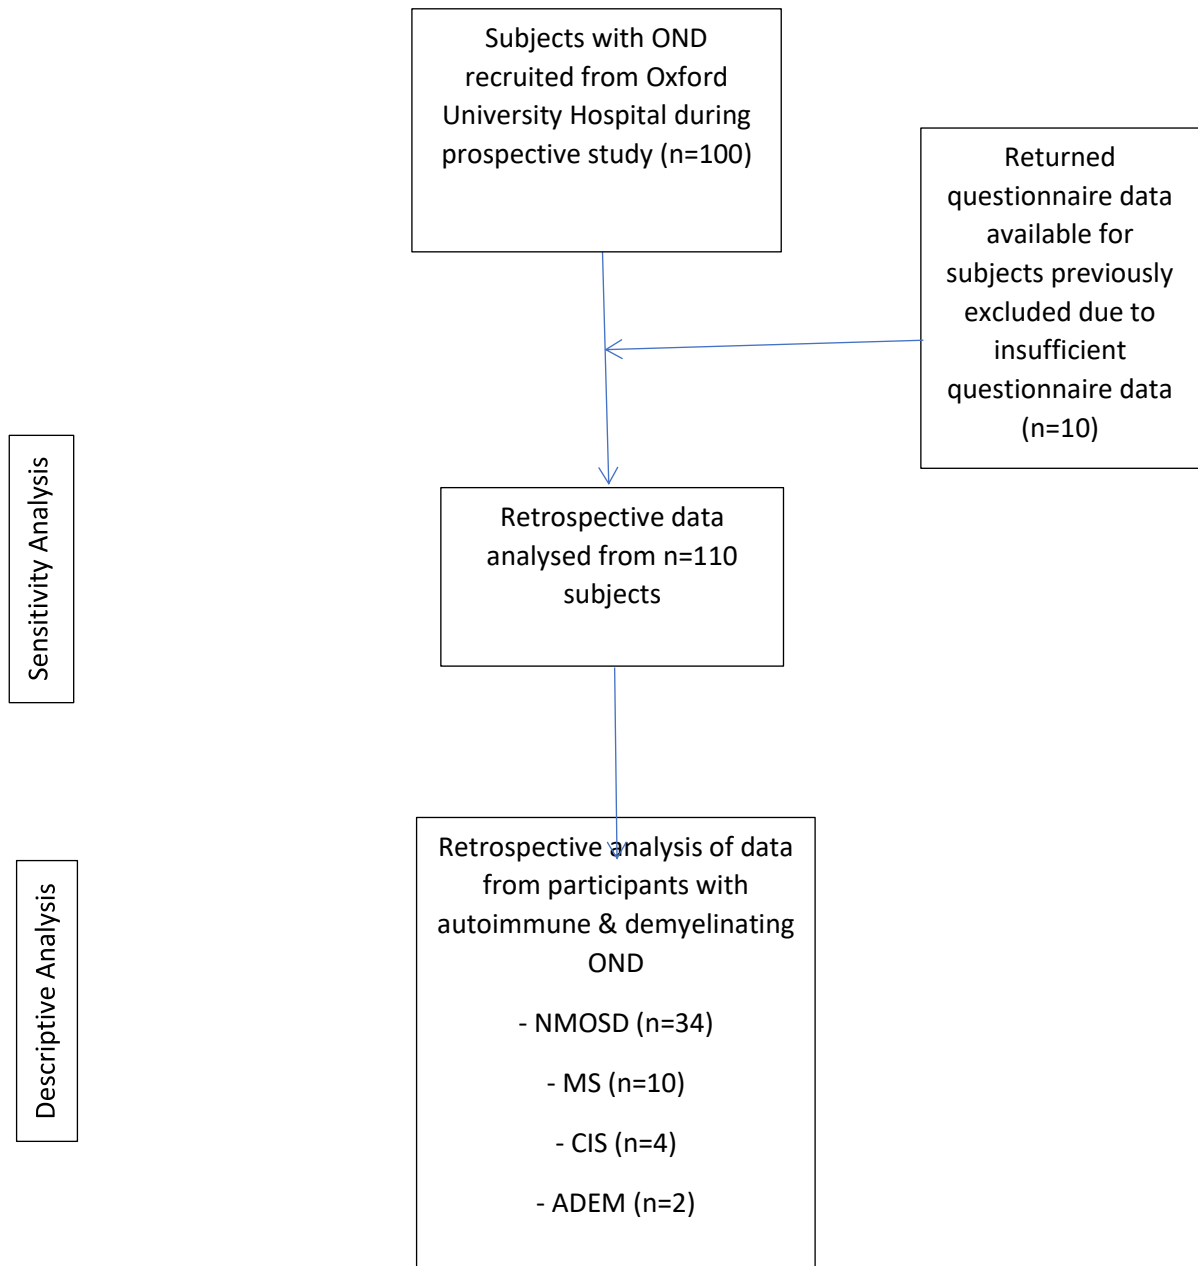 Subjects with OND
recruited from Oxford
University Hospital during
prospective study (n=100)
Returned
questionnaire data
available for
subjects previously
excluded due to
insufficient
questionnaire data
(n=10)
Sensitivity Analysis
Retrospective data
analysed from n=110
subjects
Descriptive Analysis
Retrospective analysis of data
from participants with
autoimmune & demyelinating
OND
- NMOSD (n=34)
- MS (n=10)
- CIS (n=4)
- ADEM (n=2)